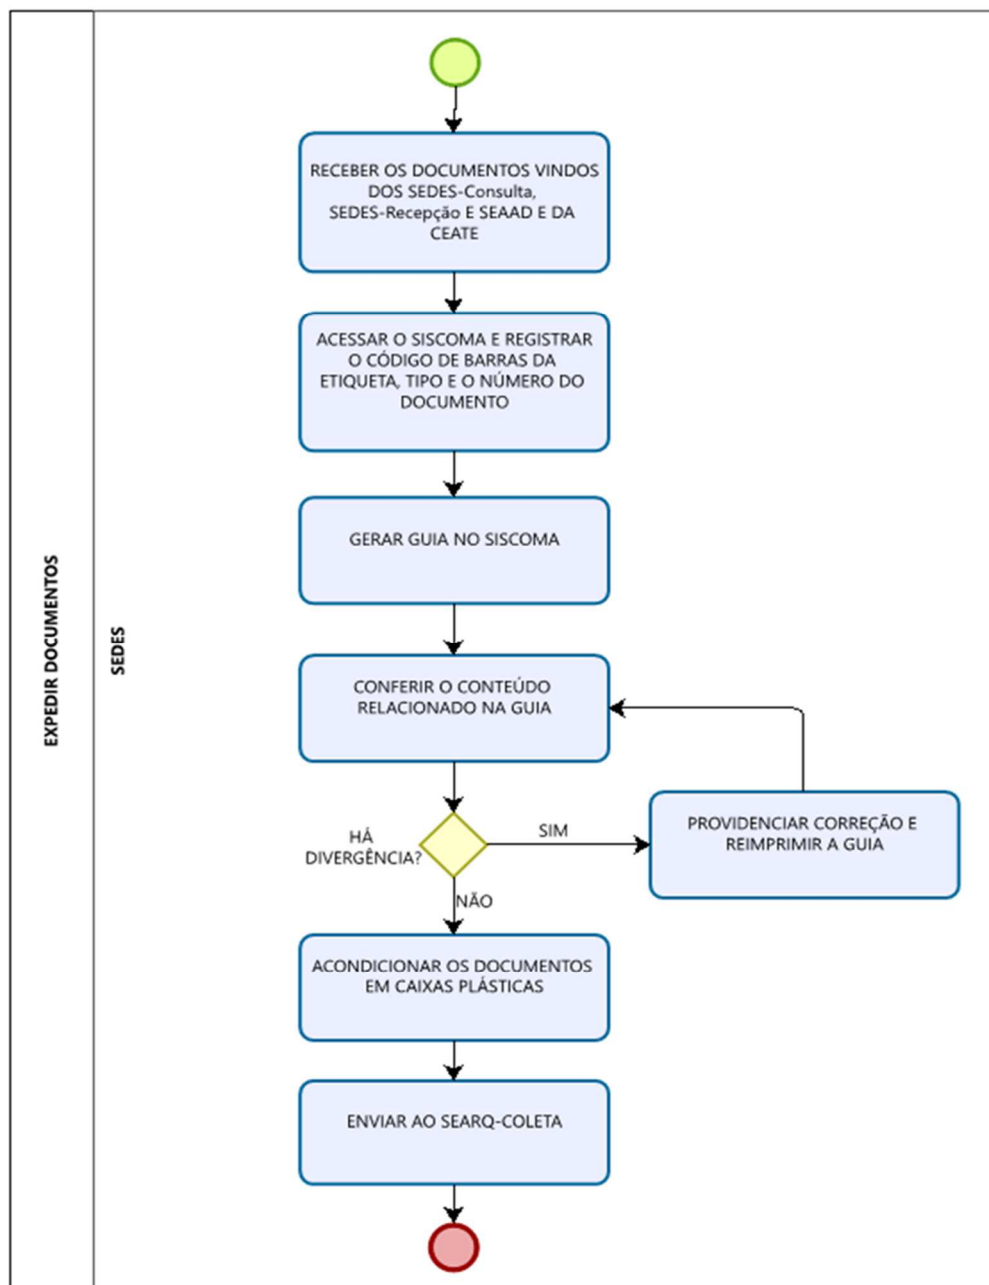 EXPEDIR DOCUMENTOS
SEDES
RECEBER OS DOCUMENTOS VINDOS
DOS SEDES-Consulta,
SEDES-Recepção E SEAAD E DA
CEATE
ACESSAR O SISCOMA E REGISTRAR
O CÓDIGO DE BARRAS DA
ETIQUETA, TIPO E O NÚMERO DO
DOCUMENTO
GERAR GUIA NO SISCOMA
CONFERIR O CONTEÚDO
RELACIONADO NA GUIA
HÁ
DIVERGÊNCIA?
SIM
PROVIDENCIAR CORREÇÃO E
REIMPRIMIR A GUIA
NÃO
ACONDICIONAR OS DOCUMENTOS
EM CAIXAS PLÁSTICAS
ENVIAR AO SEARQ-COLETA